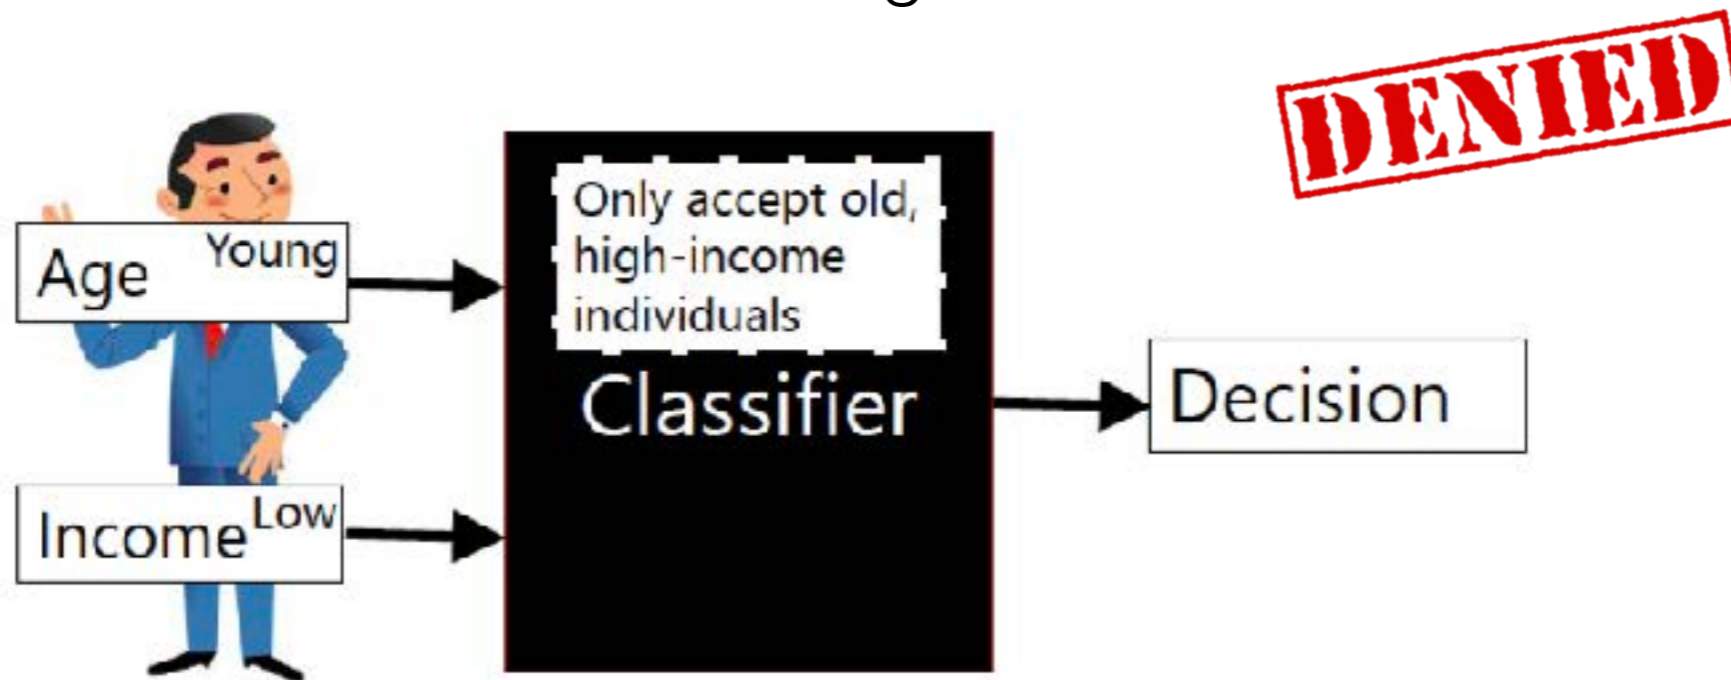 DENIED
Age Young
Only accept old,
high-income
individuals
Classifier
Decision
Income Low